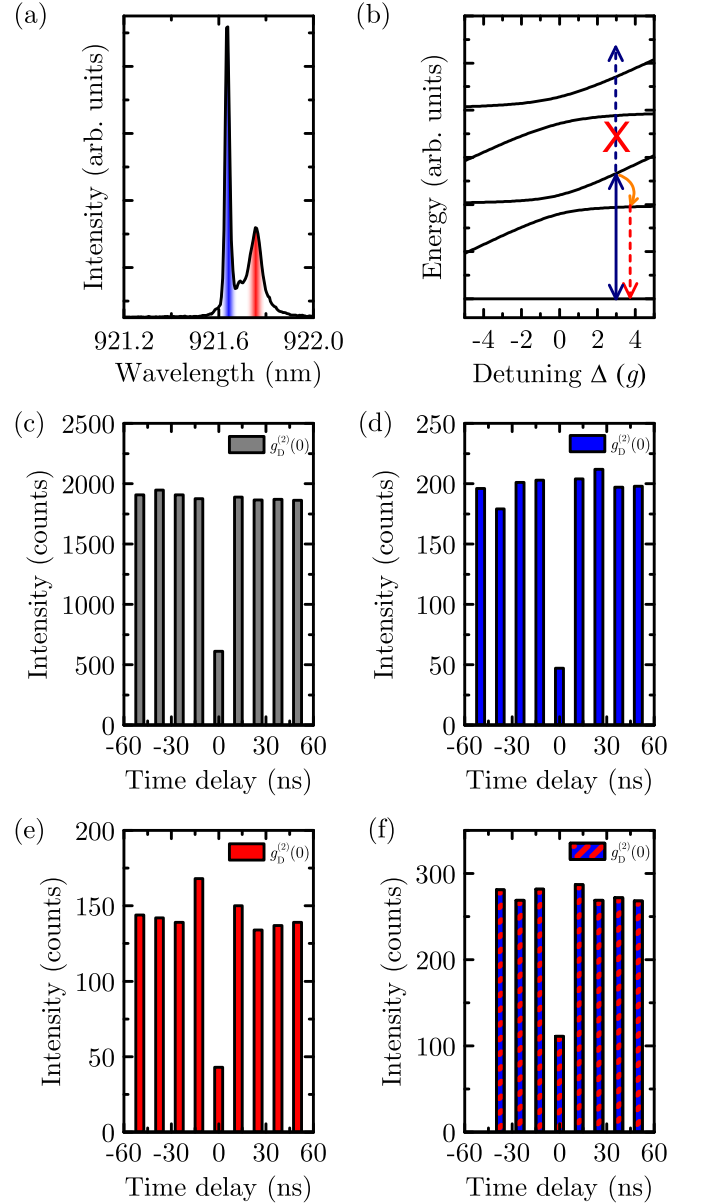 (a)
Intensity (arb. units)
921.2 921.6 922.0
Wavelength (nm)
(b)
Energy (arb. units)
X
-4 -2 0 2 4
Detuning Δ (g)
(c)
2500
2000
1500
1000
500
0
Intensity (counts)
g_D^(2)(0)
-60 -30 0 30 60
Time delay (ns)
(d)
250
200
150
100
50
0
Intensity (counts)
g_D^(2)(0)
-60 -30 0 30 60
Time delay (ns)
(e)
200
150
100
50
0
Intensity (counts)
g_D^(2)(0)
-60 -30 0 30 60
Time delay (ns)
(f)
300
200
100
0
Intensity (counts)
g_D^(2)(0)
-60 -30 0 30 60
Time delay (ns)